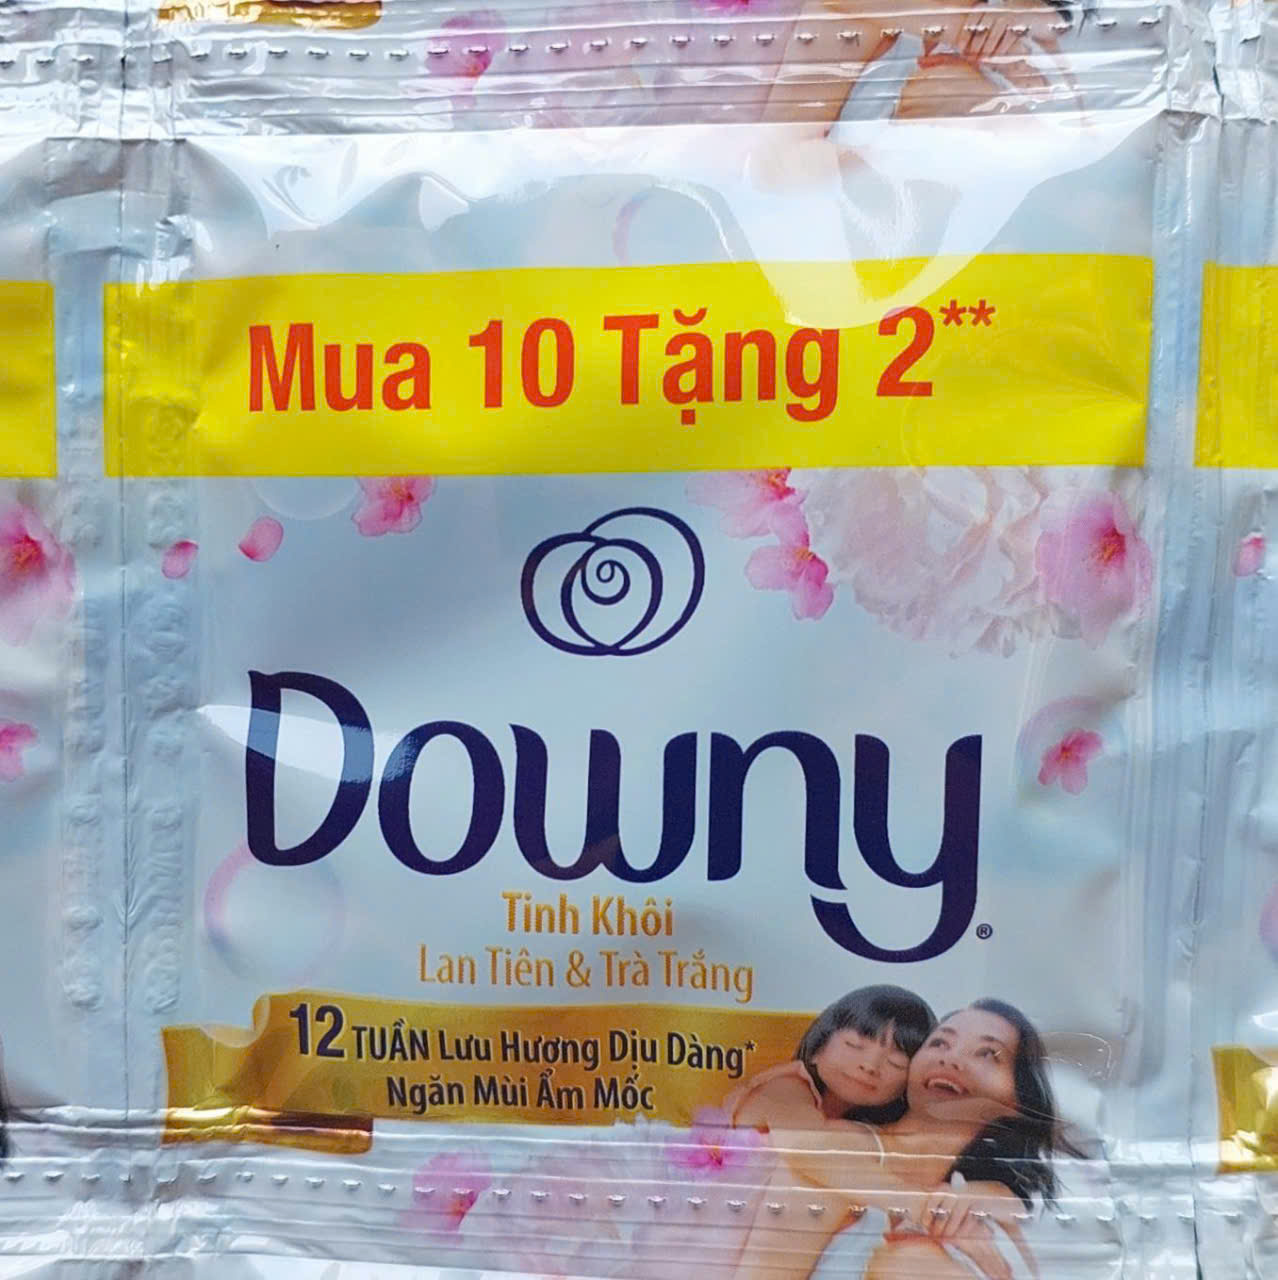 Mua 10 Tặng 2**
Downy®
Tinh Khôi
Lan Tiên & Trà Trắng
12 TUẦN Lưu Hương Dịu Dàng*
Ngăn Mùi Ẩm Mốc